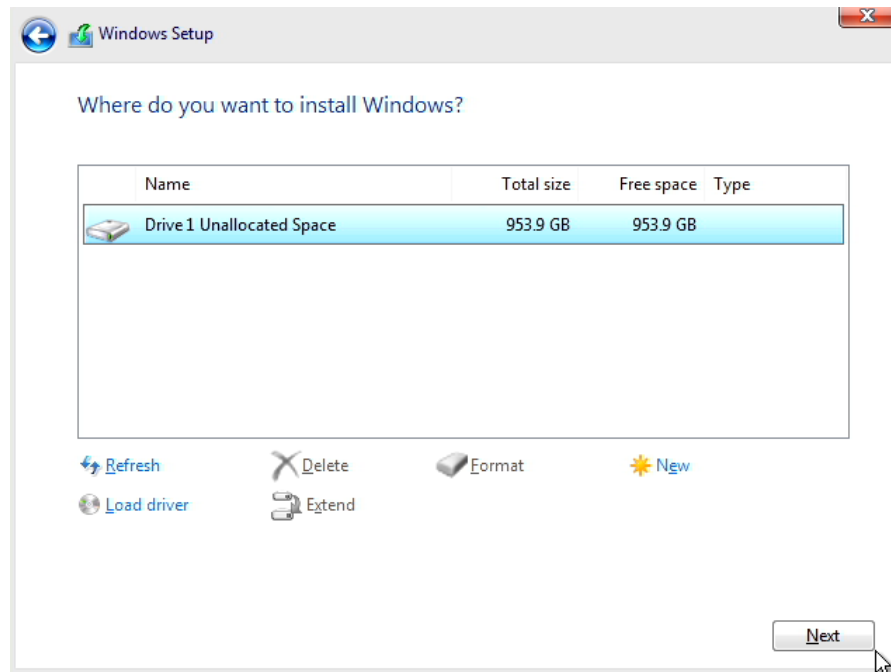 Windows Setup
Where do you want to install Windows?
Name Total size Free space Type
Drive 1 Unallocated Space 953.9 GB 953.9 GB
Refresh Delete Format New
Load driver Extend
Next